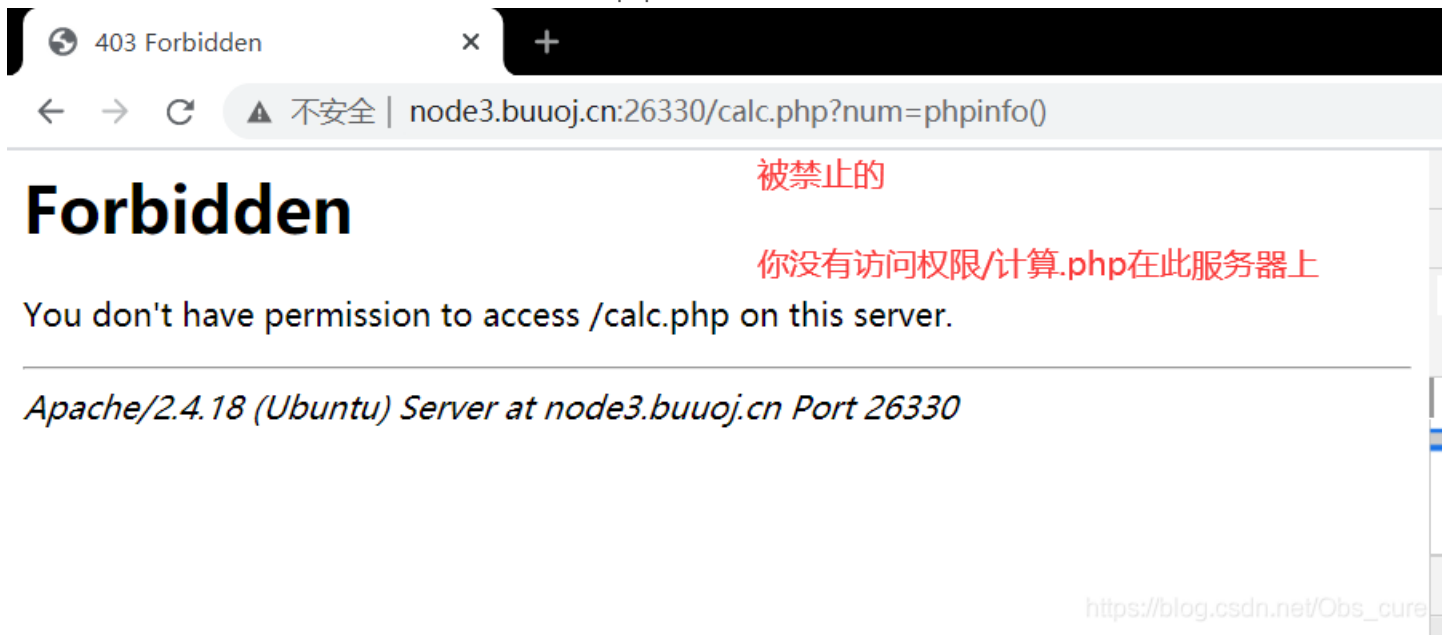 403 Forbidden
不安全 | node3.buuoj.cn:26330/calc.php?num=phpinfo()
被禁止的
Forbidden
你没有访问权限/计算.php在此服务器上
You don't have permission to access /calc.php on this server.
Apache/2.4.18 (Ubuntu) Server at node3.buuoj.cn Port 26330
https://blog.csdn.net/Obs_cure